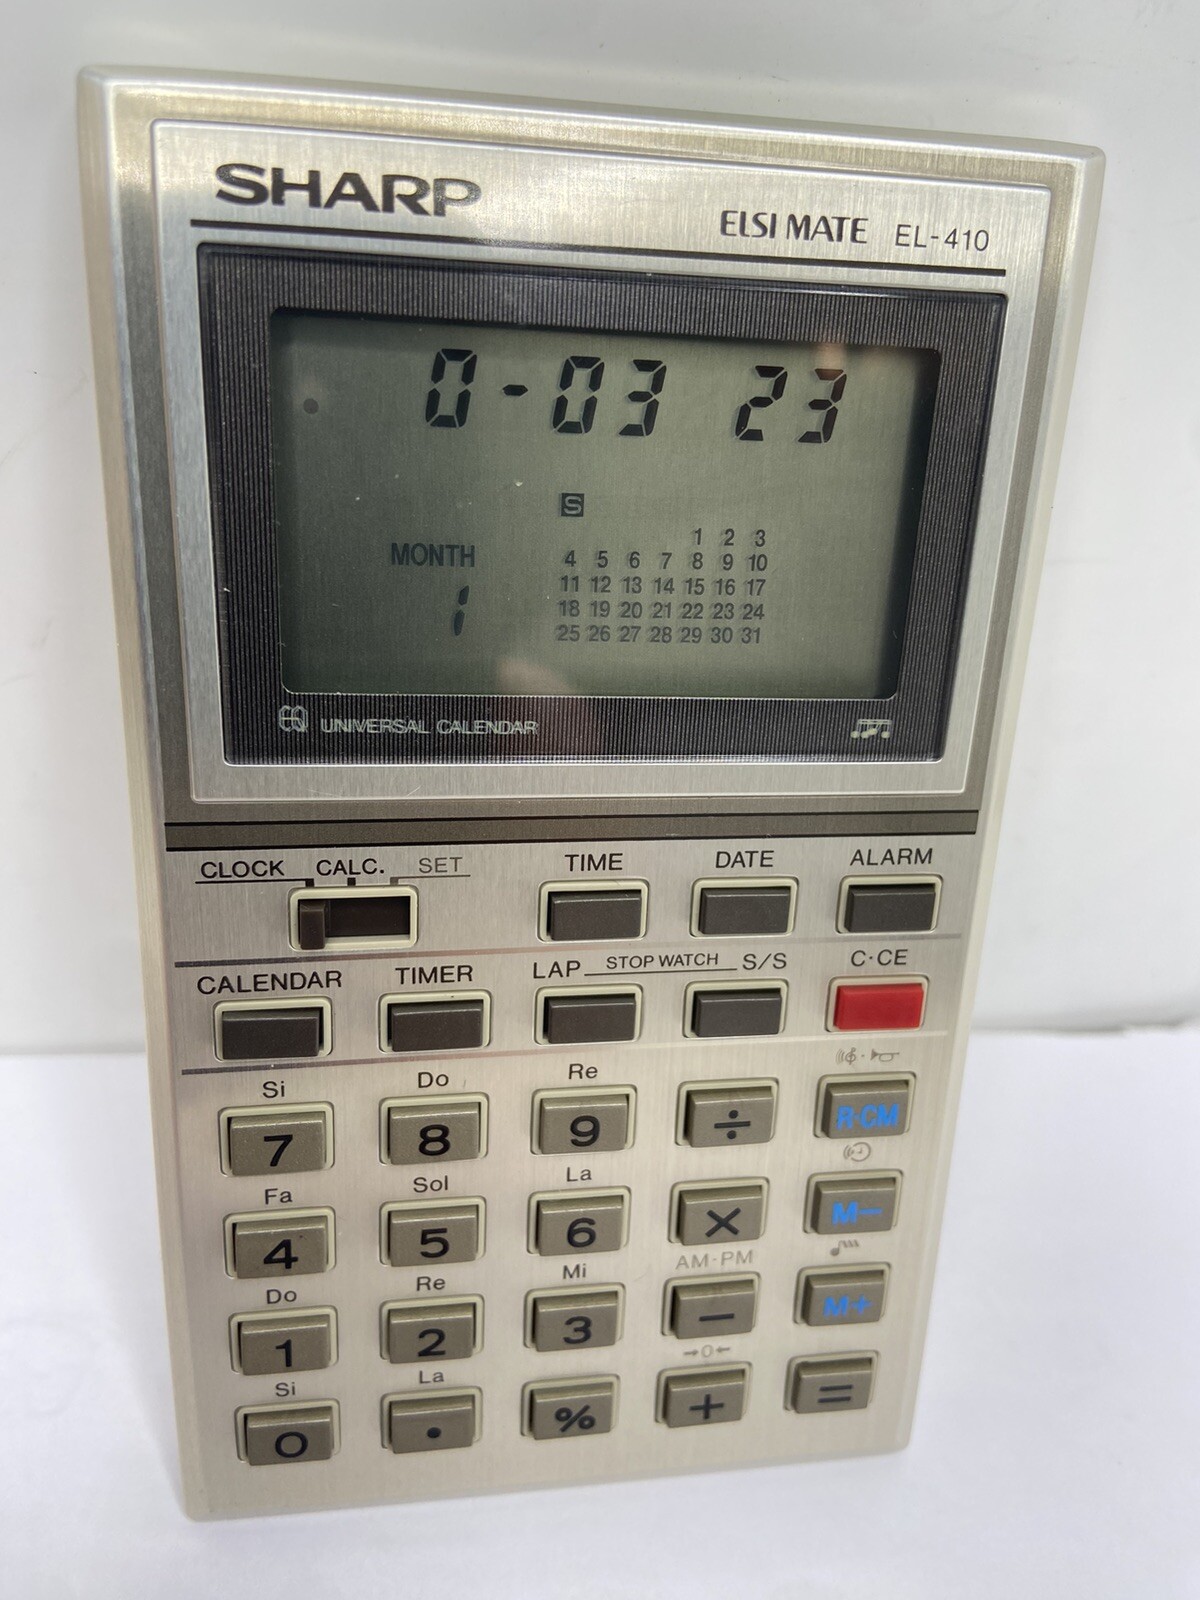 SHARP
ELSI MATE EL-410
0-03 23
S
1 2 3
MONTH 4 5 6 7 8 9 10
11 12 13 14 15 16 17
1 18 19 20 21 22 23 24
25 26 27 28 29 30 31
UNIVERSAL CALENDAR
CLOCK CALC. SET TIME DATE ALARM
CALENDAR TIMER LAP STOP WATCH S/S C·CE
Si Do Re
7 8 9 ÷ R·CM
Fa Sol La
4 5 6 × M−
Do Re Mi AM·PM
1 2 3 − M+
Si La →0←
0 · % + =